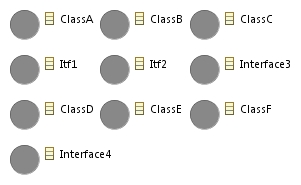 ClassA ClassB ClassC
Itf1 Itf2 Interface3
ClassD ClassE ClassF
Interface4